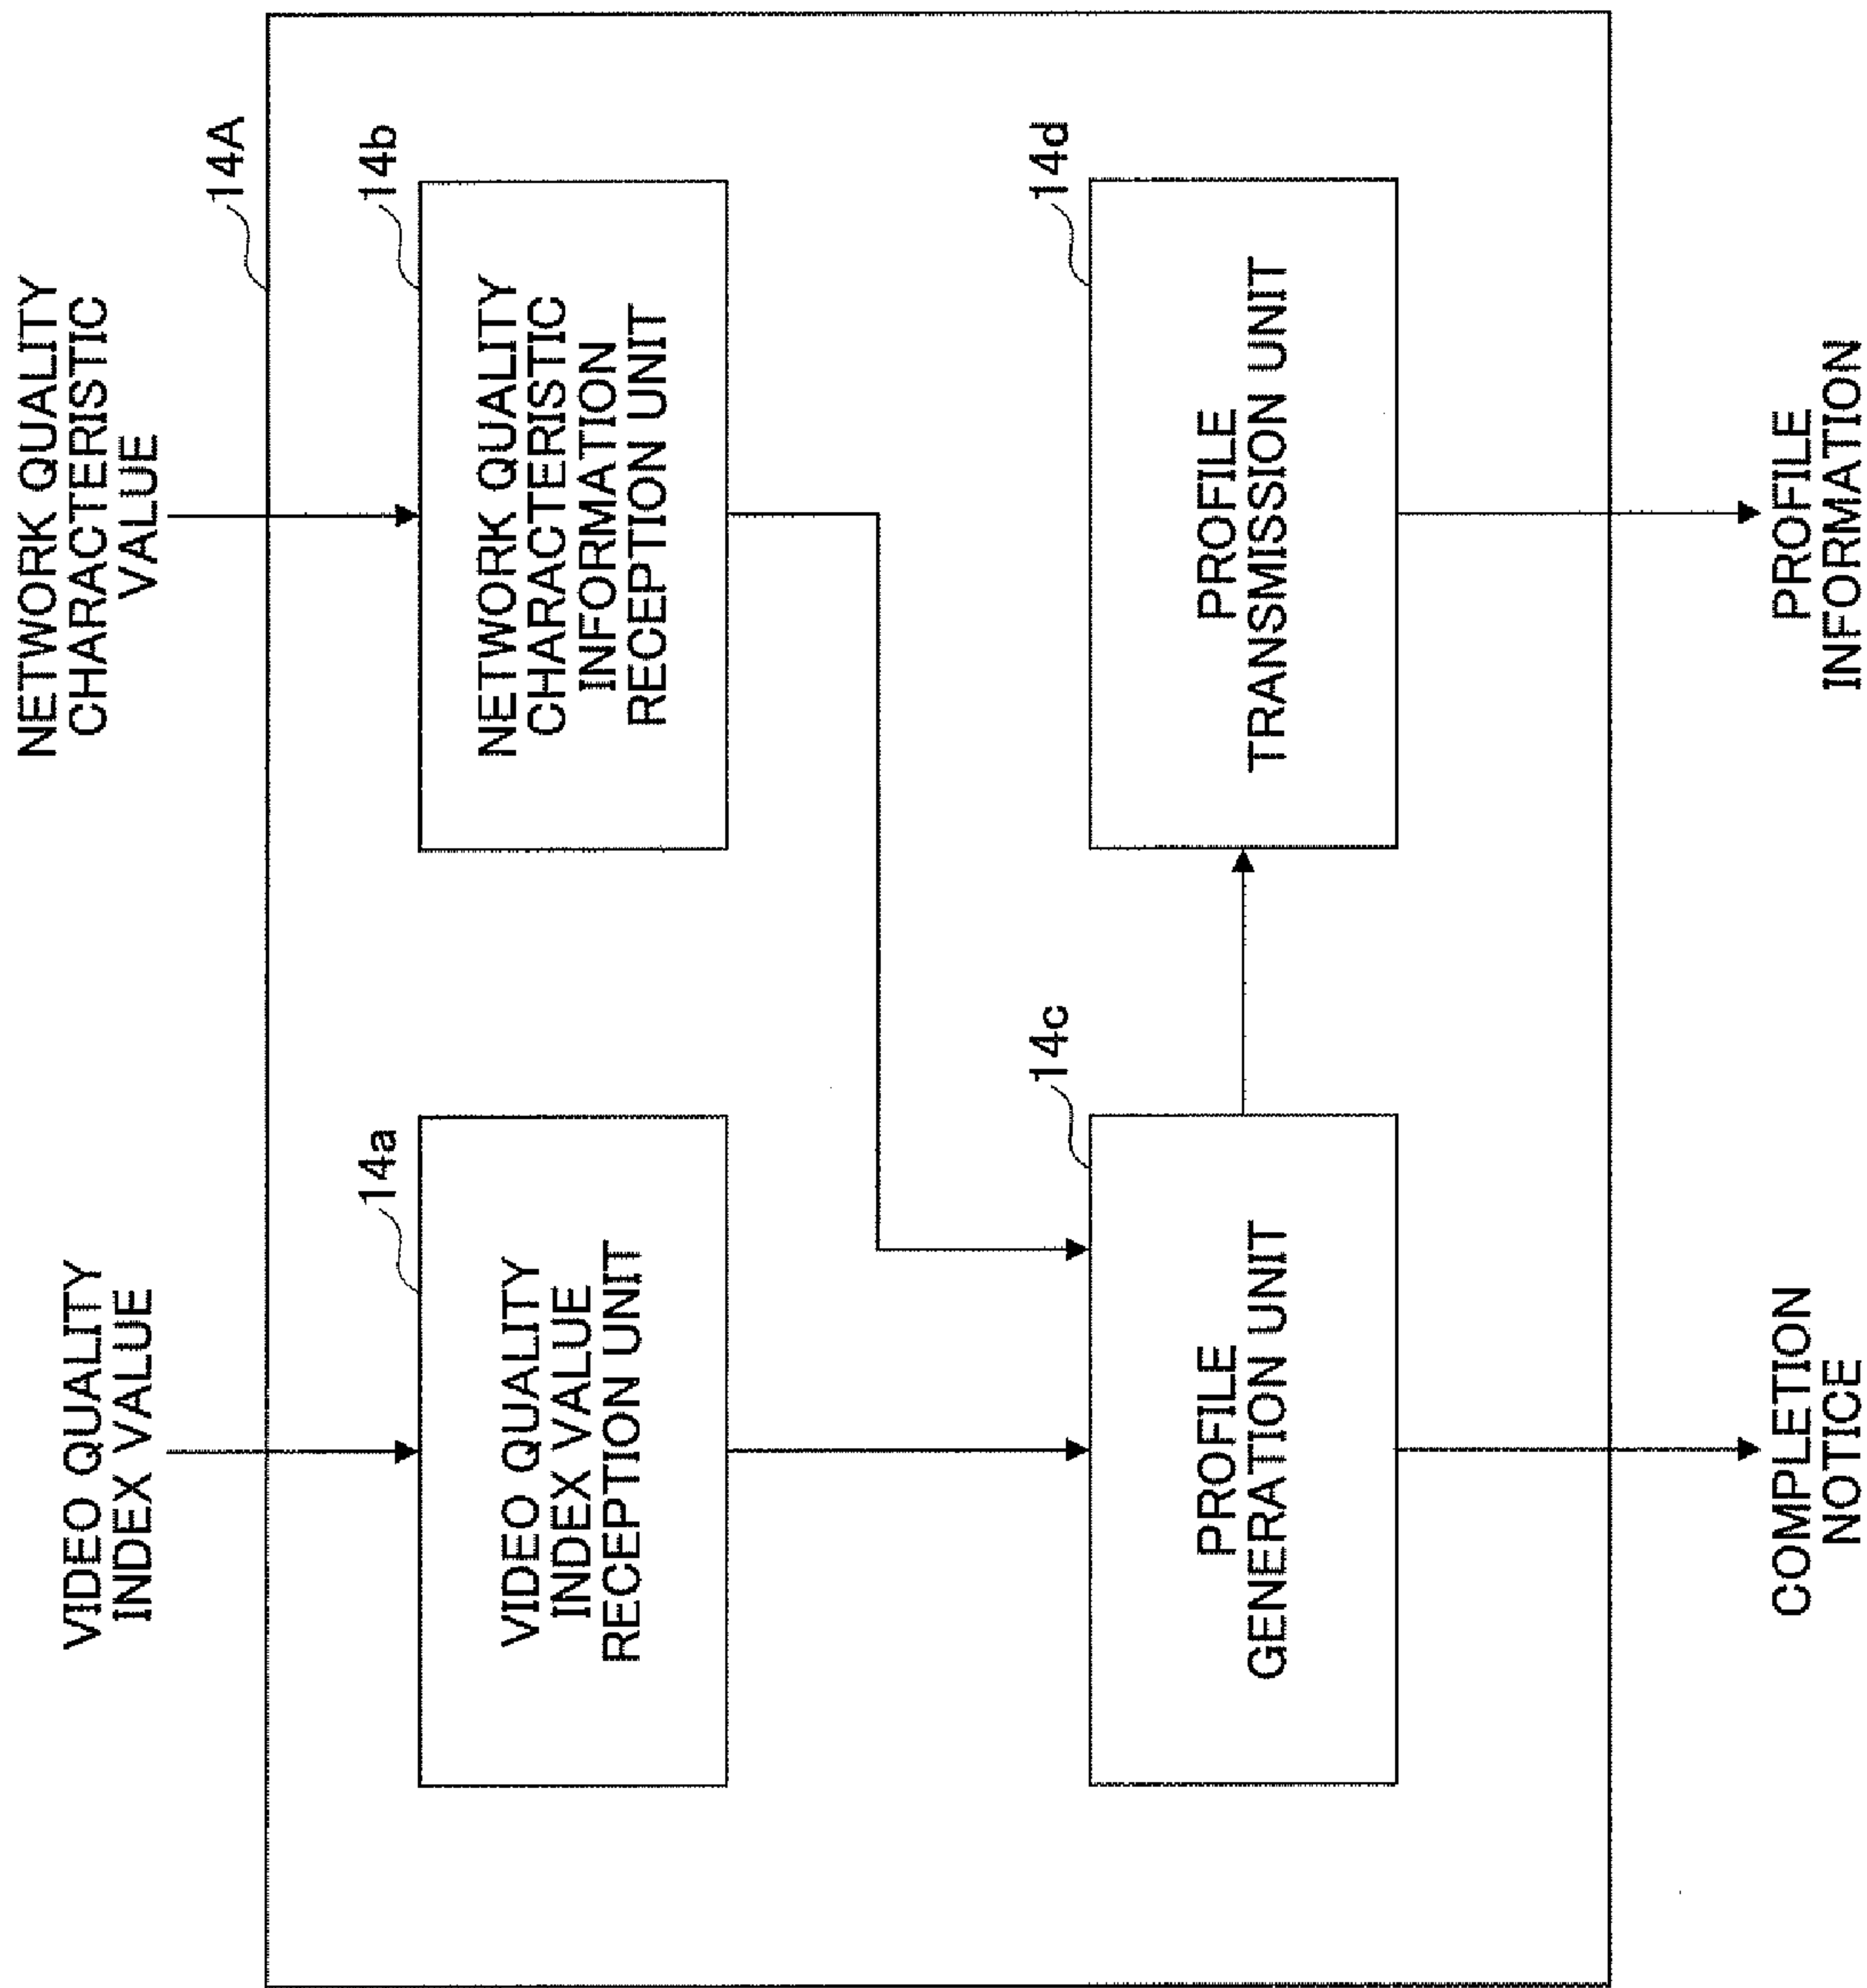 VIDEO QUALITY
INDEX VALUE
NETWORK QUALITY
CHARACTERISTIC
VALUE
14A
14a
VIDEO QUALITY
INDEX VALUE
RECEPTION UNIT
14b
NETWORK QUALITY
CHARACTERISTIC
INFORMATION
RECEPTION UNIT
14c
PROFILE
GENERATION UNIT
14d
PROFILE
TRANSMISSION UNIT
COMPLETION
NOTICE
PROFILE
INFORMATION